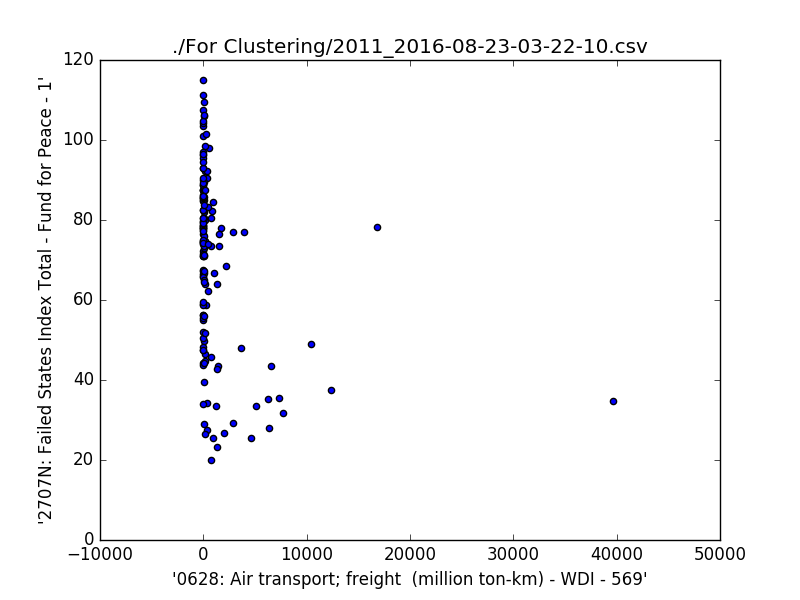 ./For Clustering/2011_2016-08-23-03-22-10.csv
120
100
80
60
40
20
0
'2707N: Failed States Index Total - Fund for Peace - 1'
−10000 0 10000 20000 30000 40000 50000
'0628: Air transport; freight  (million ton-km) - WDI - 569'